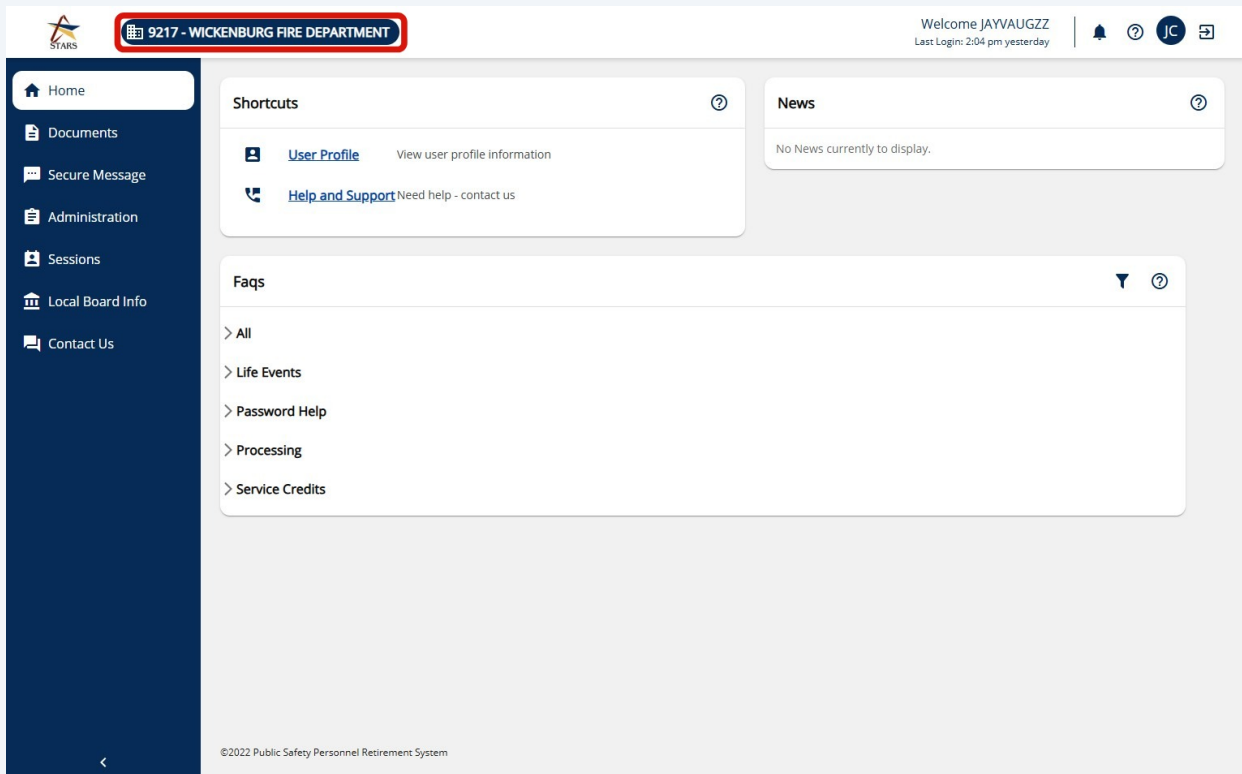 STARS
9217 - WICKENBURG FIRE DEPARTMENT
Welcome JAYVAUGZZ
Last Login: 2:04 pm yesterday
JC
Home
Documents
Secure Message
Administration
Sessions
Local Board Info
Contact Us
Shortcuts
User Profile View user profile information
Help and Support Need help - contact us
News
No News currently to display.
Faqs
All
Life Events
Password Help
Processing
Service Credits
©2022 Public Safety Personnel Retirement System